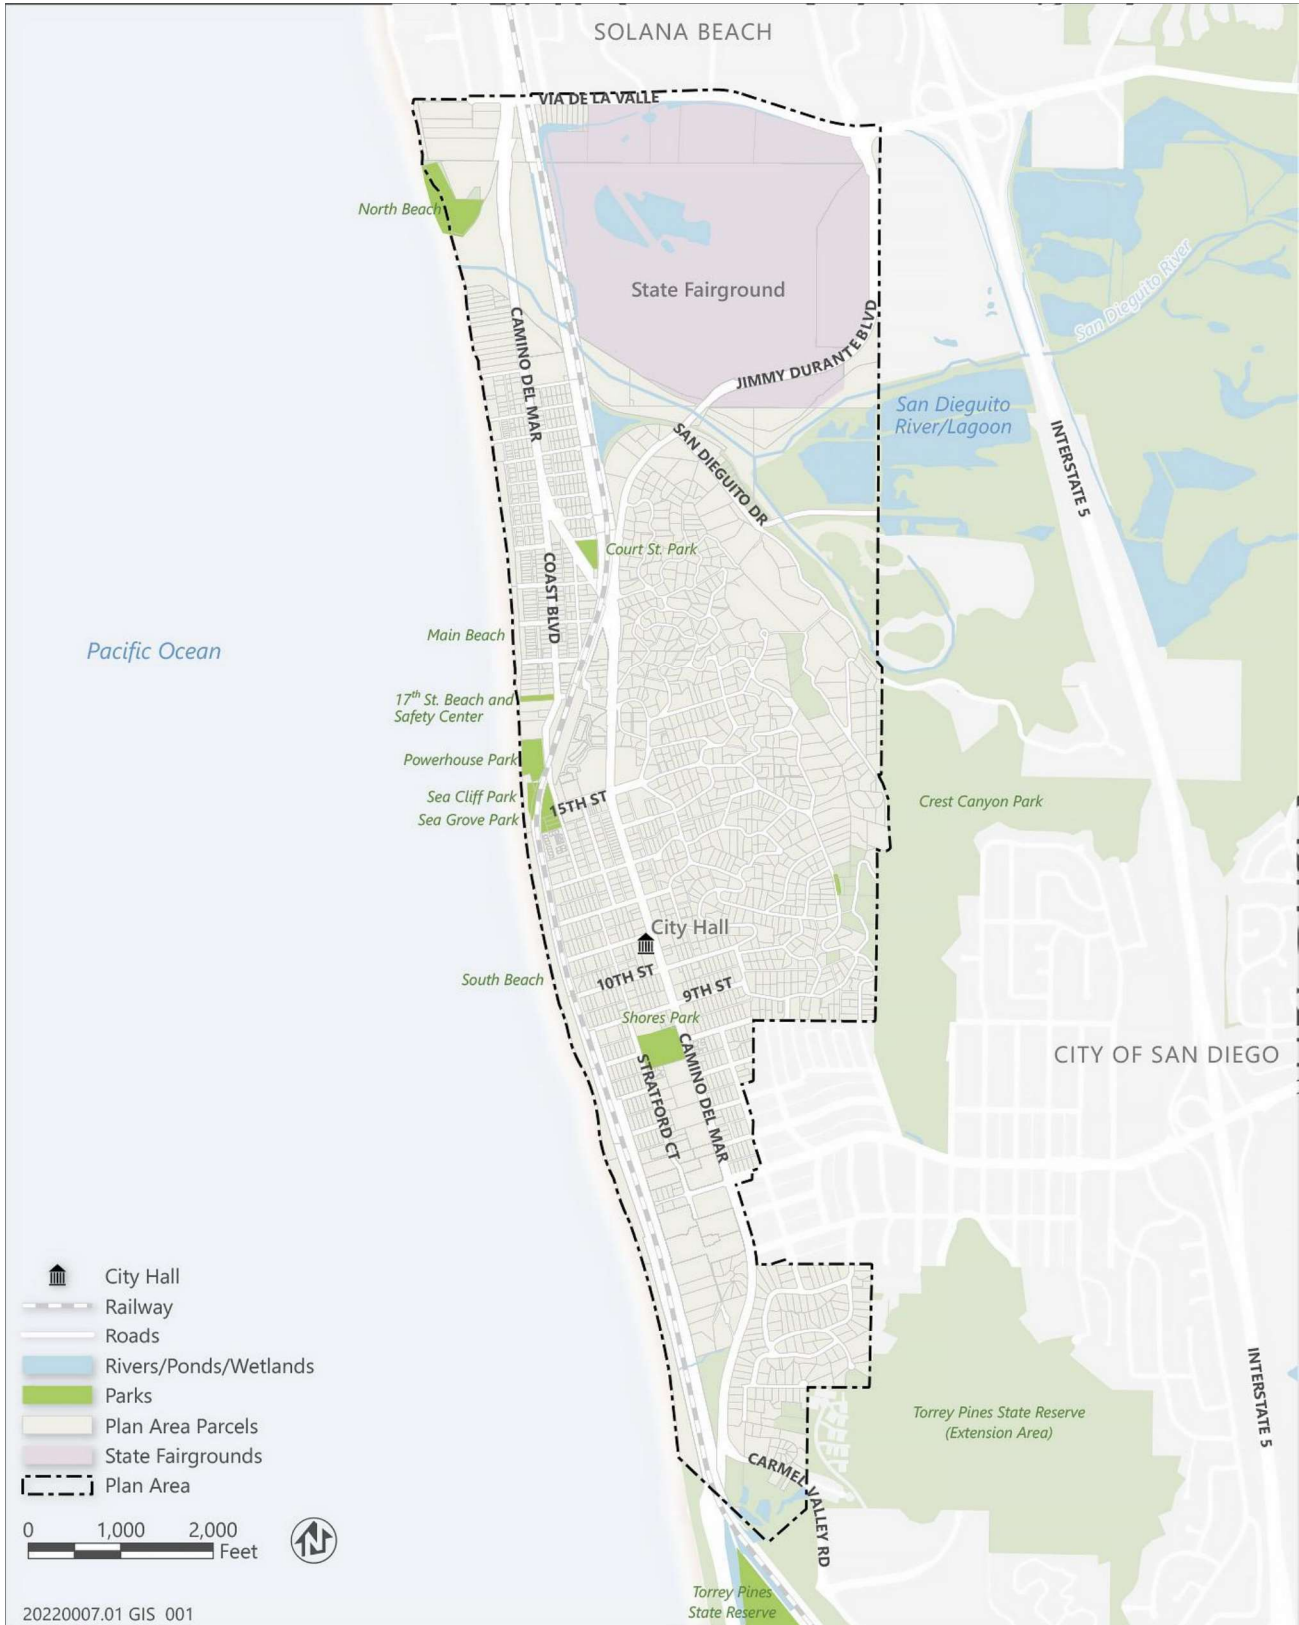 SOLANA BEACH
VIA DE LA VALLE
North Beach
State Fairground
San Dieguito River
CAMINO DEL MAR
JIMMY DURANTE BLVD
San Dieguito
River/Lagoon
SAN DIEGUITO DR
INTERSTATE 5
Court St. Park
COAST BLVD
Main Beach
Pacific Ocean
17th St. Beach and
Safety Center
Powerhouse Park
Sea Cliff Park
15TH ST
Crest Canyon Park
Sea Grove Park
City Hall
South Beach
10TH ST
9TH ST
Shores Park
CITY OF SAN DIEGO
STRATFORD CT
CAMINO DEL MAR
INTERSTATE 5
Torrey Pines State Reserve
(Extension Area)
CARMEL VALLEY RD
Torrey Pines
State Reserve
City Hall
Railway
Roads
Rivers/Ponds/Wetlands
Parks
Plan Area Parcels
State Fairgrounds
Plan Area
0 1,000 2,000
Feet
N
20220007.01 GIS 001